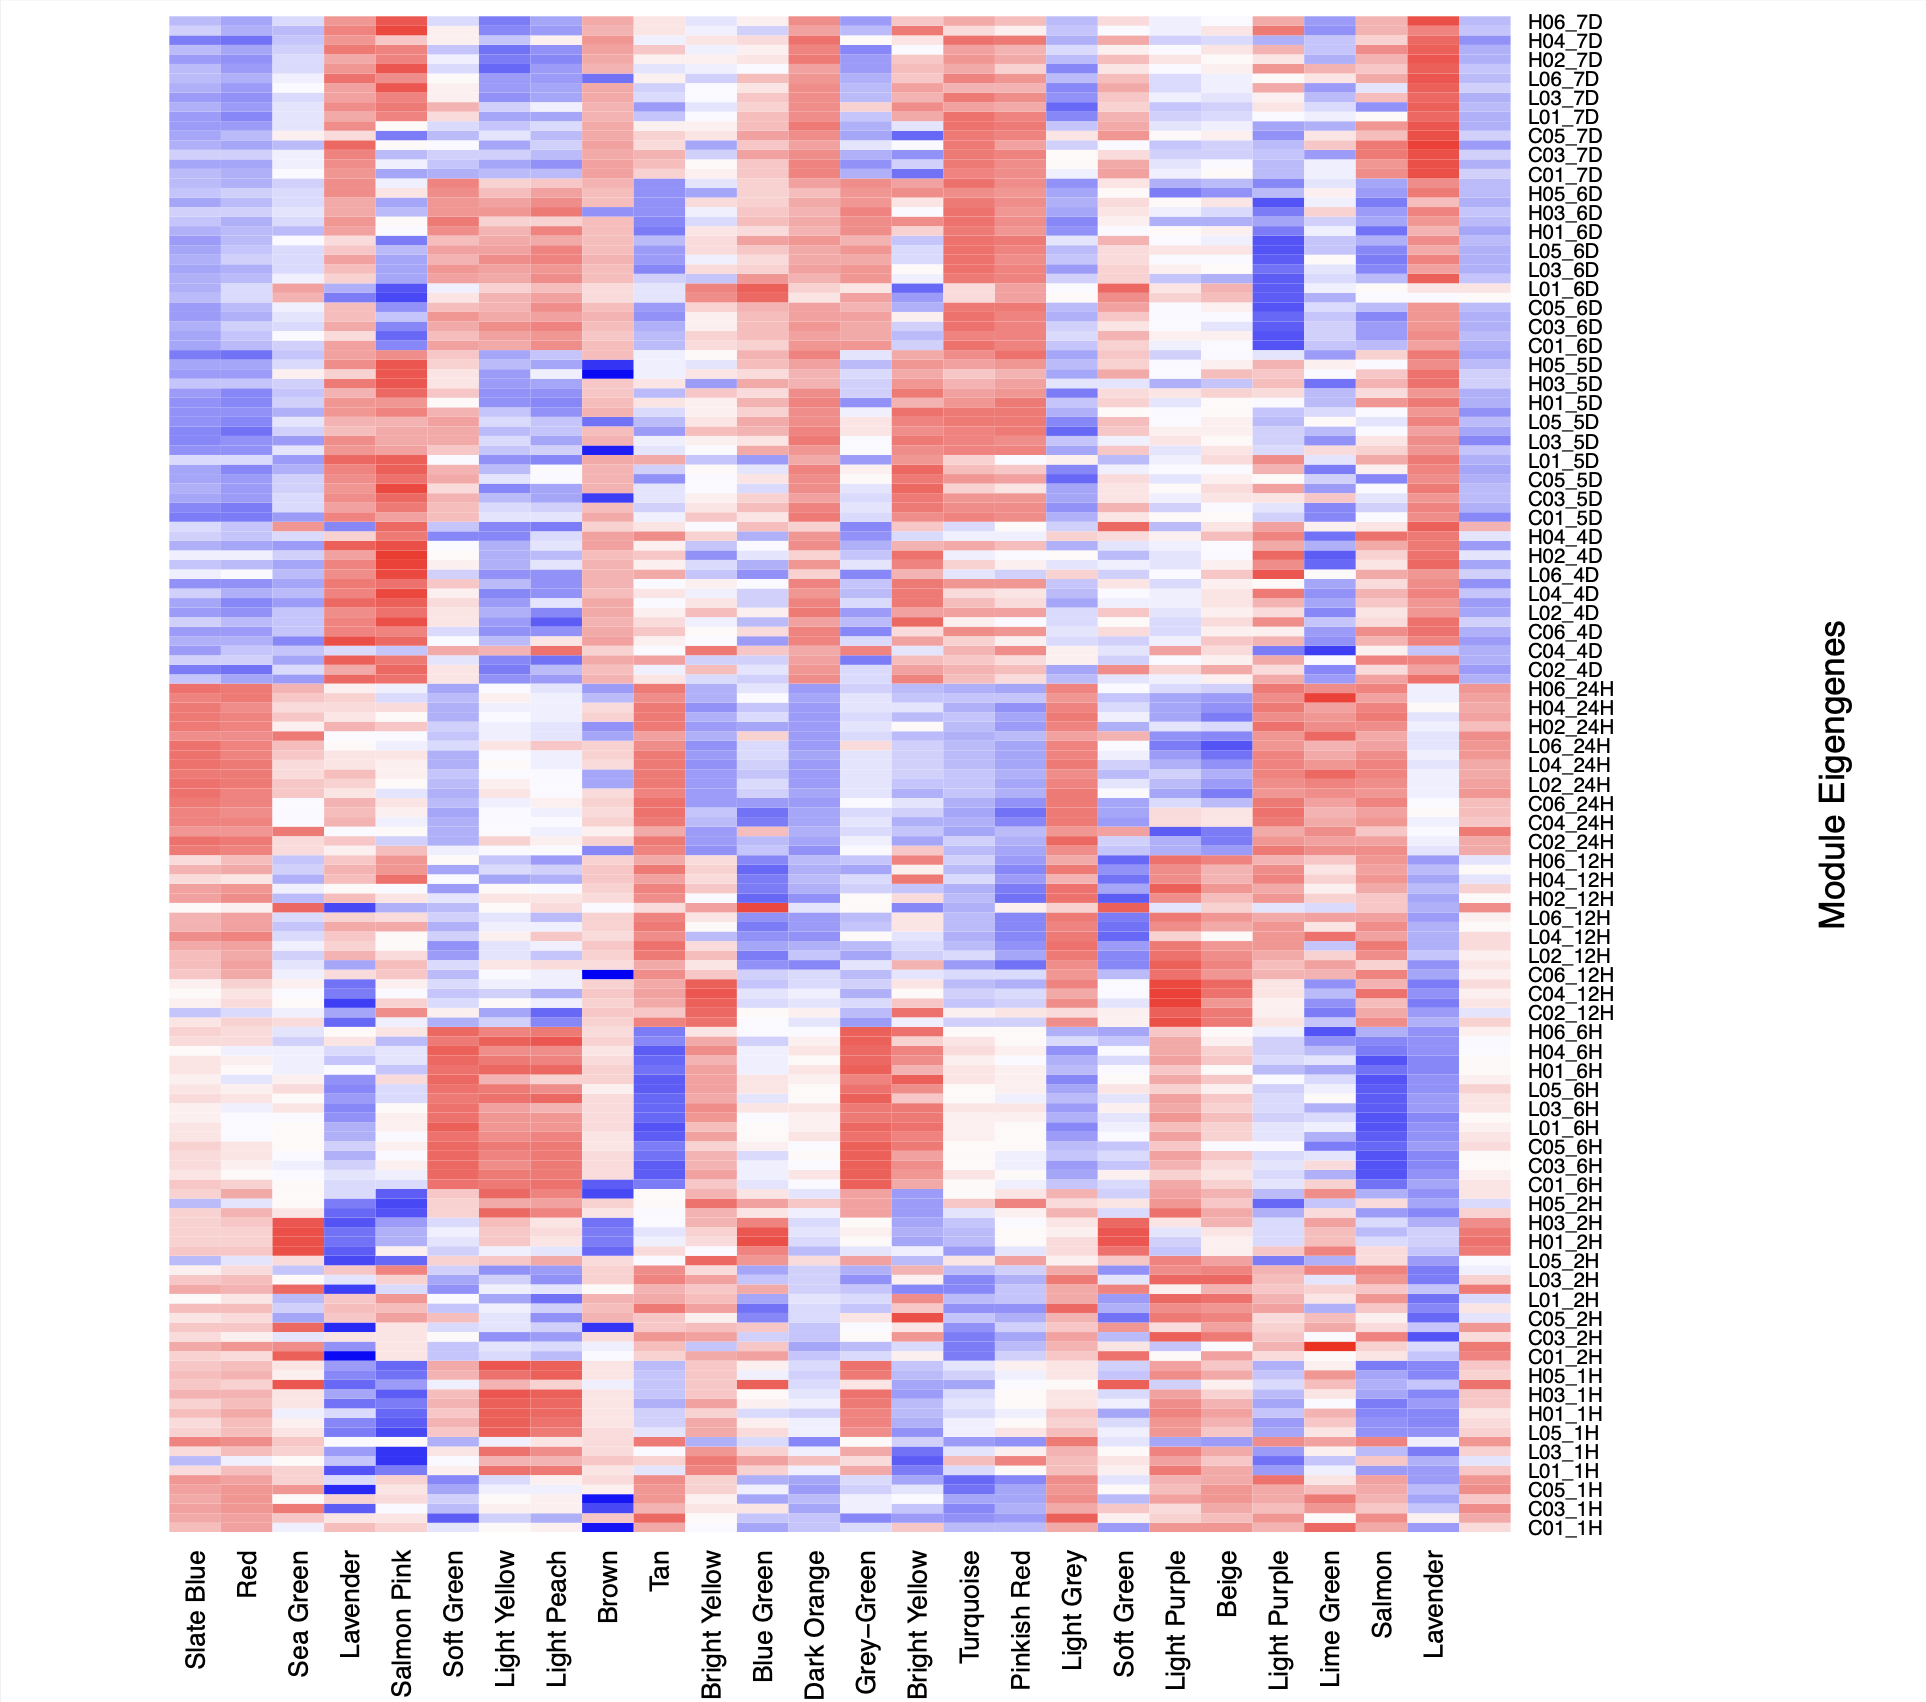 H06_7D
H04_7D
H02_7D
L06_7D
L03_7D
L01_7D
C05_7D
C03_7D
C01_7D
H05_6D
H03_6D
H01_6D
L05_6D
L03_6D
L01_6D
C05_6D
C03_6D
C01_6D
H05_5D
H03_5D
H01_5D
L05_5D
L03_5D
L01_5D
C05_5D
C03_5D
C01_5D
H04_4D
H02_4D
L06_4D
L04_4D
L02_4D
C06_4D
C04_4D
C02_4D
H06_24H
H04_24H
H02_24H
L06_24H
L04_24H
L02_24H
C06_24H
C04_24H
C02_24H
H06_12H
H04_12H
H02_12H
L06_12H
L04_12H
L02_12H
C06_12H
C04_12H
C02_12H
H06_6H
H04_6H
H01_6H
L05_6H
L03_6H
L01_6H
C05_6H
C03_6H
C01_6H
H05_2H
H03_2H
H01_2H
L05_2H
L03_2H
L01_2H
C05_2H
C03_2H
C01_2H
H05_1H
H03_1H
H01_1H
L05_1H
L03_1H
L01_1H
C05_1H
C03_1H
C01_1H
Module Eigengenes
Slate Blue
Red
Sea Green
Lavender
Salmon Pink
Soft Green
Light Yellow
Light Peach
Brown
Tan
Bright Yellow
Blue Green
Dark Orange
Grey−Green
Bright Yellow
Turquoise
Pinkish Red
Light Grey
Soft Green
Light Purple
Beige
Light Purple
Lime Green
Salmon
Lavender